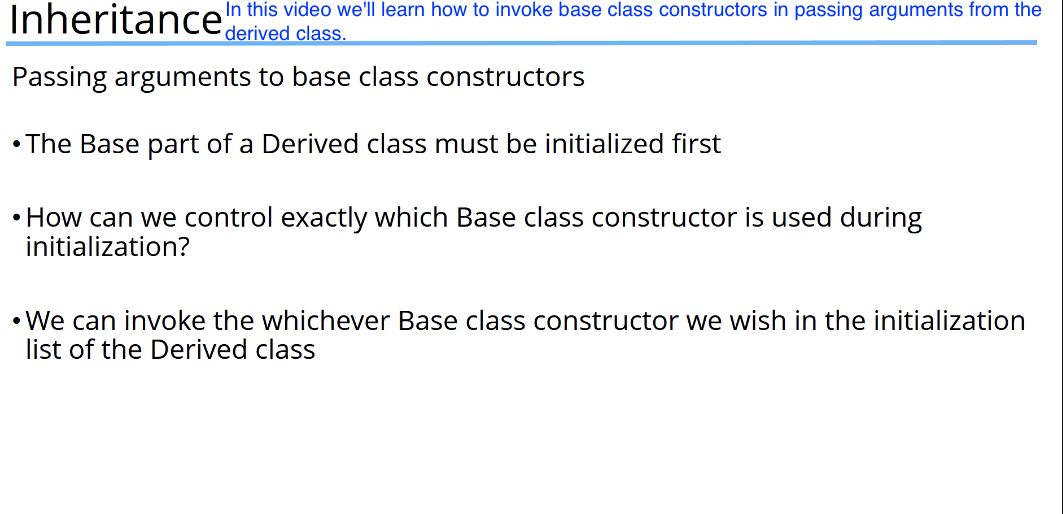 Inheritance
In this video we'll learn how to invoke base class constructors in passing arguments from the
derived class.
Passing arguments to base class constructors
•The Base part of a Derived class must be initialized first
•How can we control exactly which Base class constructor is used during
initialization?
•We can invoke the whichever Base class constructor we wish in the initialization
list of the Derived class